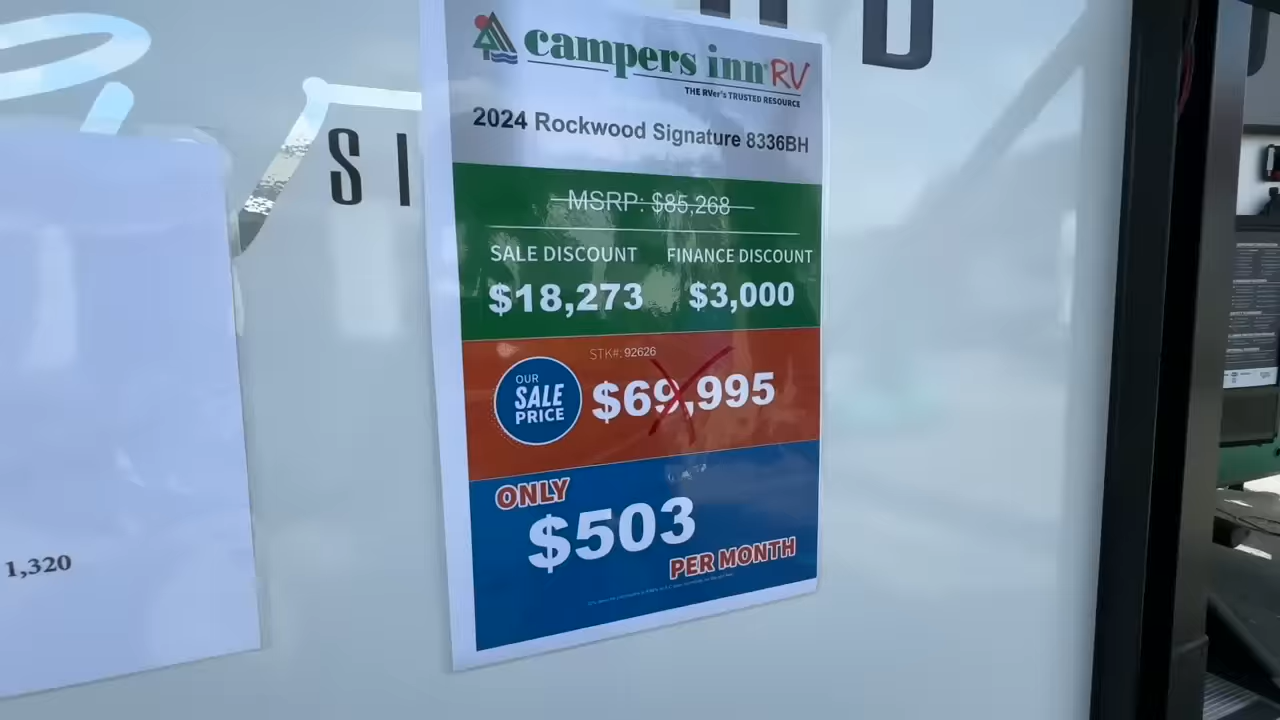 SI
campers inn RV
THE RVer's TRUSTED RESOURCE
2024 Rockwood Signature 8336BH
MSRP: $85,268
SALE DISCOUNT FINANCE DISCOUNT
$18,273 $3,000
STK#: 92626
OUR
SALE
PRICE
$69,995
ONLY
$503
PER MONTH
1,320